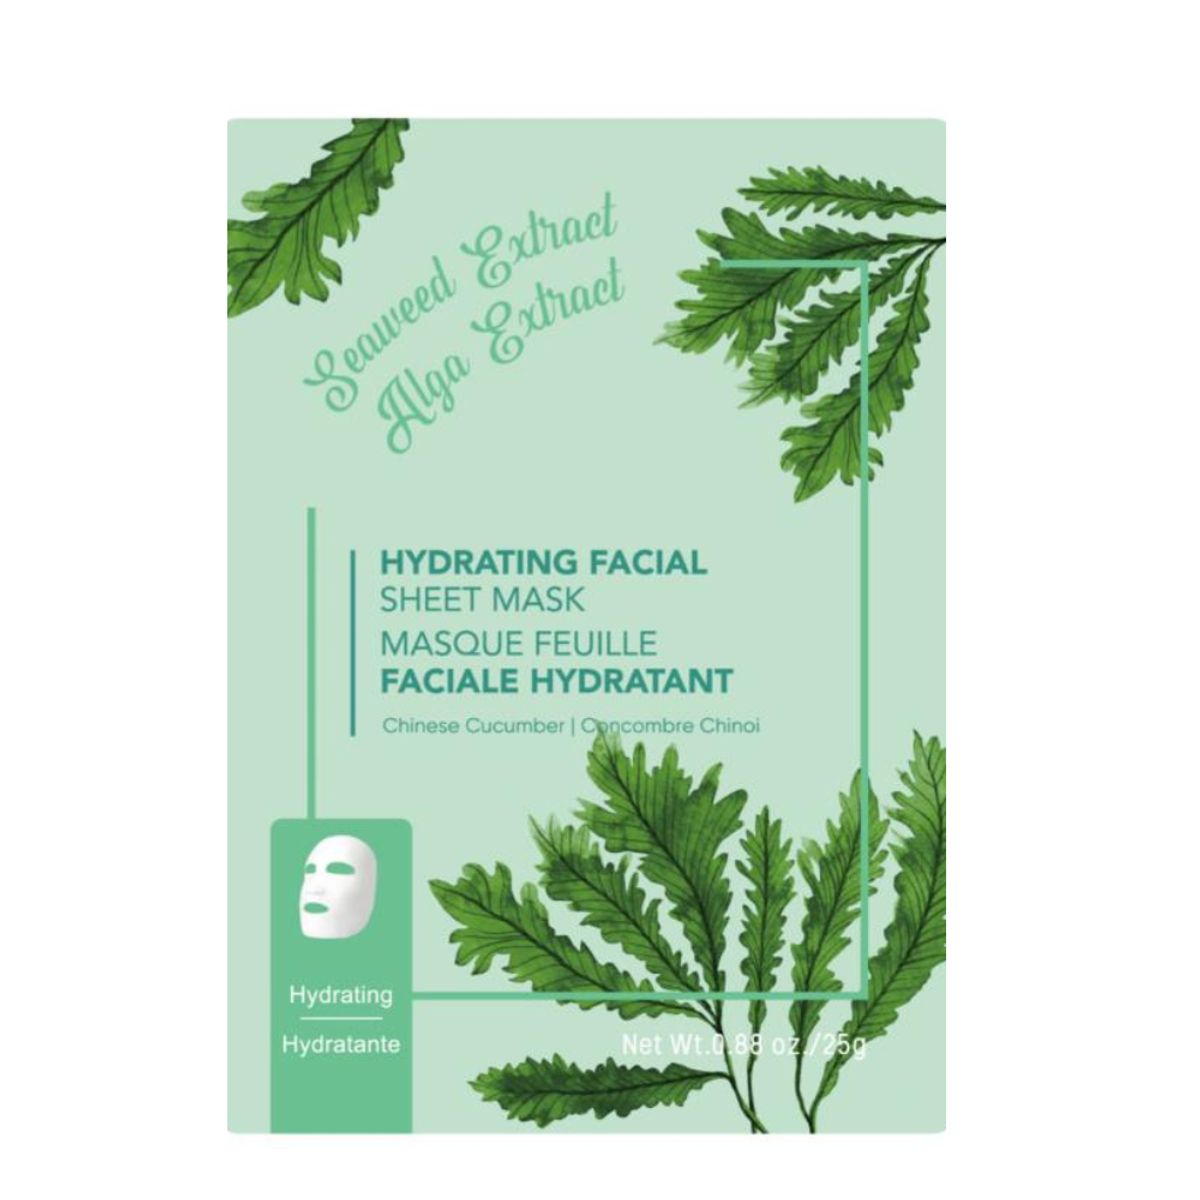 Seaweed Extract
Alga Extract
HYDRATING FACIAL
SHEET MASK
MASQUE FEUILLE
FACIALE HYDRATANT
Chinese Cucumber | Concombre Chinoi
Hydrating
Hydratante
Net Wt.0.88 oz./25g